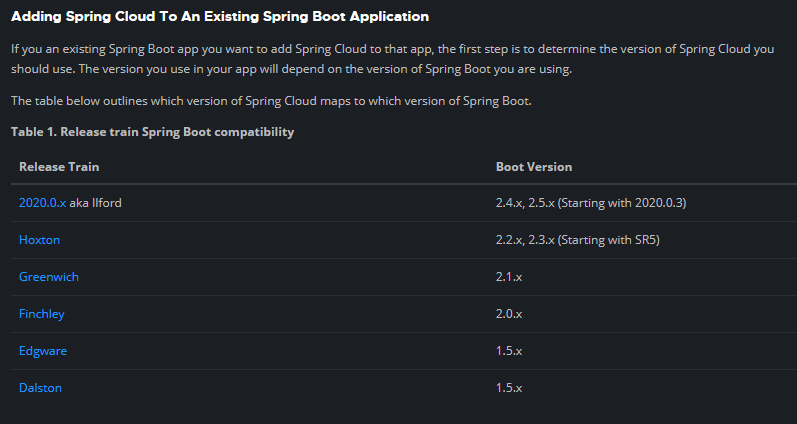 Adding Spring Cloud To An Existing Spring Boot Application
If you an existing Spring Boot app you want to add Spring Cloud to that app, the first step is to determine the version of Spring Cloud you
should use. The version you use in your app will depend on the version of Spring Boot you are using.
The table below outlines which version of Spring Cloud maps to which version of Spring Boot.
Table 1. Release train Spring Boot compatibility
Release Train Boot Version
2020.0.x aka Ilford 2.4.x, 2.5.x (Starting with 2020.0.3)
Hoxton 2.2.x, 2.3.x (Starting with SR5)
Greenwich 2.1.x
Finchley 2.0.x
Edgware 1.5.x
Dalston 1.5.x